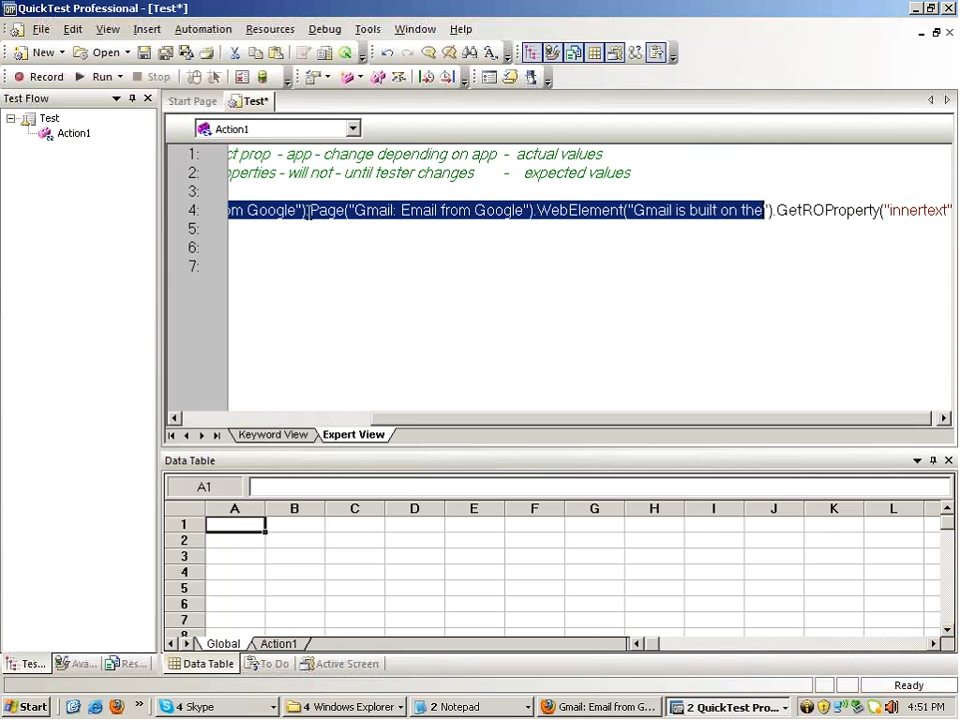 QuickTest Professional - [Test*]
File Edit View Insert Automation Resources Debug Tools Window Help
New Open
Record Run Stop
Test Flow
Start Page Test*
Test
Action1
Action1
1: ct prop - app - change depending on app - actual values
2: operties - will not - until tester changes - expected values
3:
4: om Google").Page("Gmail: Email from Google").WebElement("Gmail is built on the").GetROProperty("innertext"
5:
6:
7:
Keyword View Expert View
Data Table
A1
A B C D E F G H I J K L
1
2
3
4
5
6
7
8
Global Action1
Tes... Ava... Res... Data Table To Do Active Screen
Ready
Start 4 Skype 4 Windows Explorer 2 Notepad Gmail: Email from G... 2 QuickTest Pro... 4:51 PM